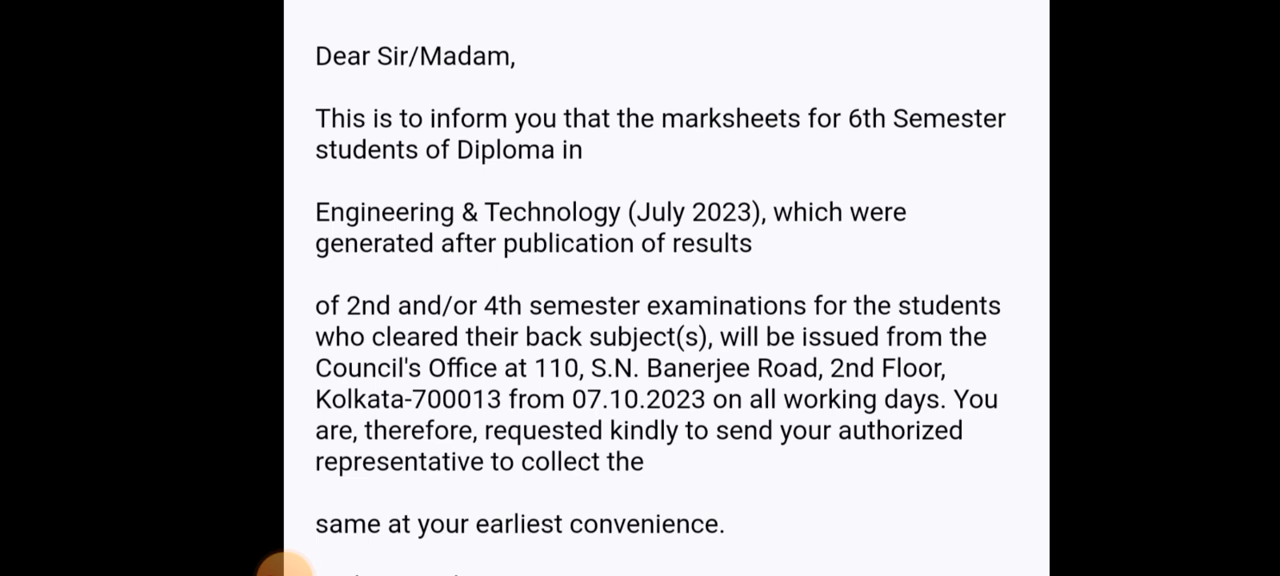 Dear Sir/Madam,
This is to inform you that the marksheets for 6th Semester
students of Diploma in
Engineering & Technology (July 2023), which were
generated after publication of results
of 2nd and/or 4th semester examinations for the students
who cleared their back subject(s), will be issued from the
Council's Office at 110, S.N. Banerjee Road, 2nd Floor,
Kolkata-700013 from 07.10.2023 on all working days. You
are, therefore, requested kindly to send your authorized
representative to collect the
same at your earliest convenience.